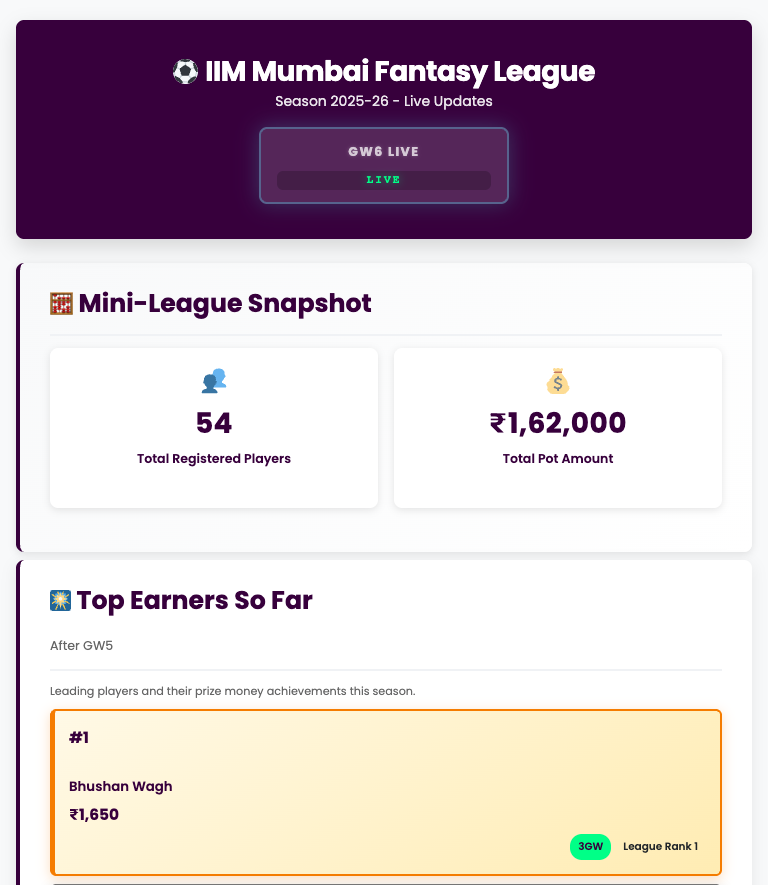 IIM Mumbai Fantasy League
Season 2025-26 - Live Updates
GW6 LIVE
LIVE
Mini-League Snapshot
54
Total Registered Players
₹1,62,000
Total Pot Amount
Top Earners So Far
After GW5
Leading players and their prize money achievements this season.
#1
Bhushan Wagh
₹1,650
3GW League Rank 1